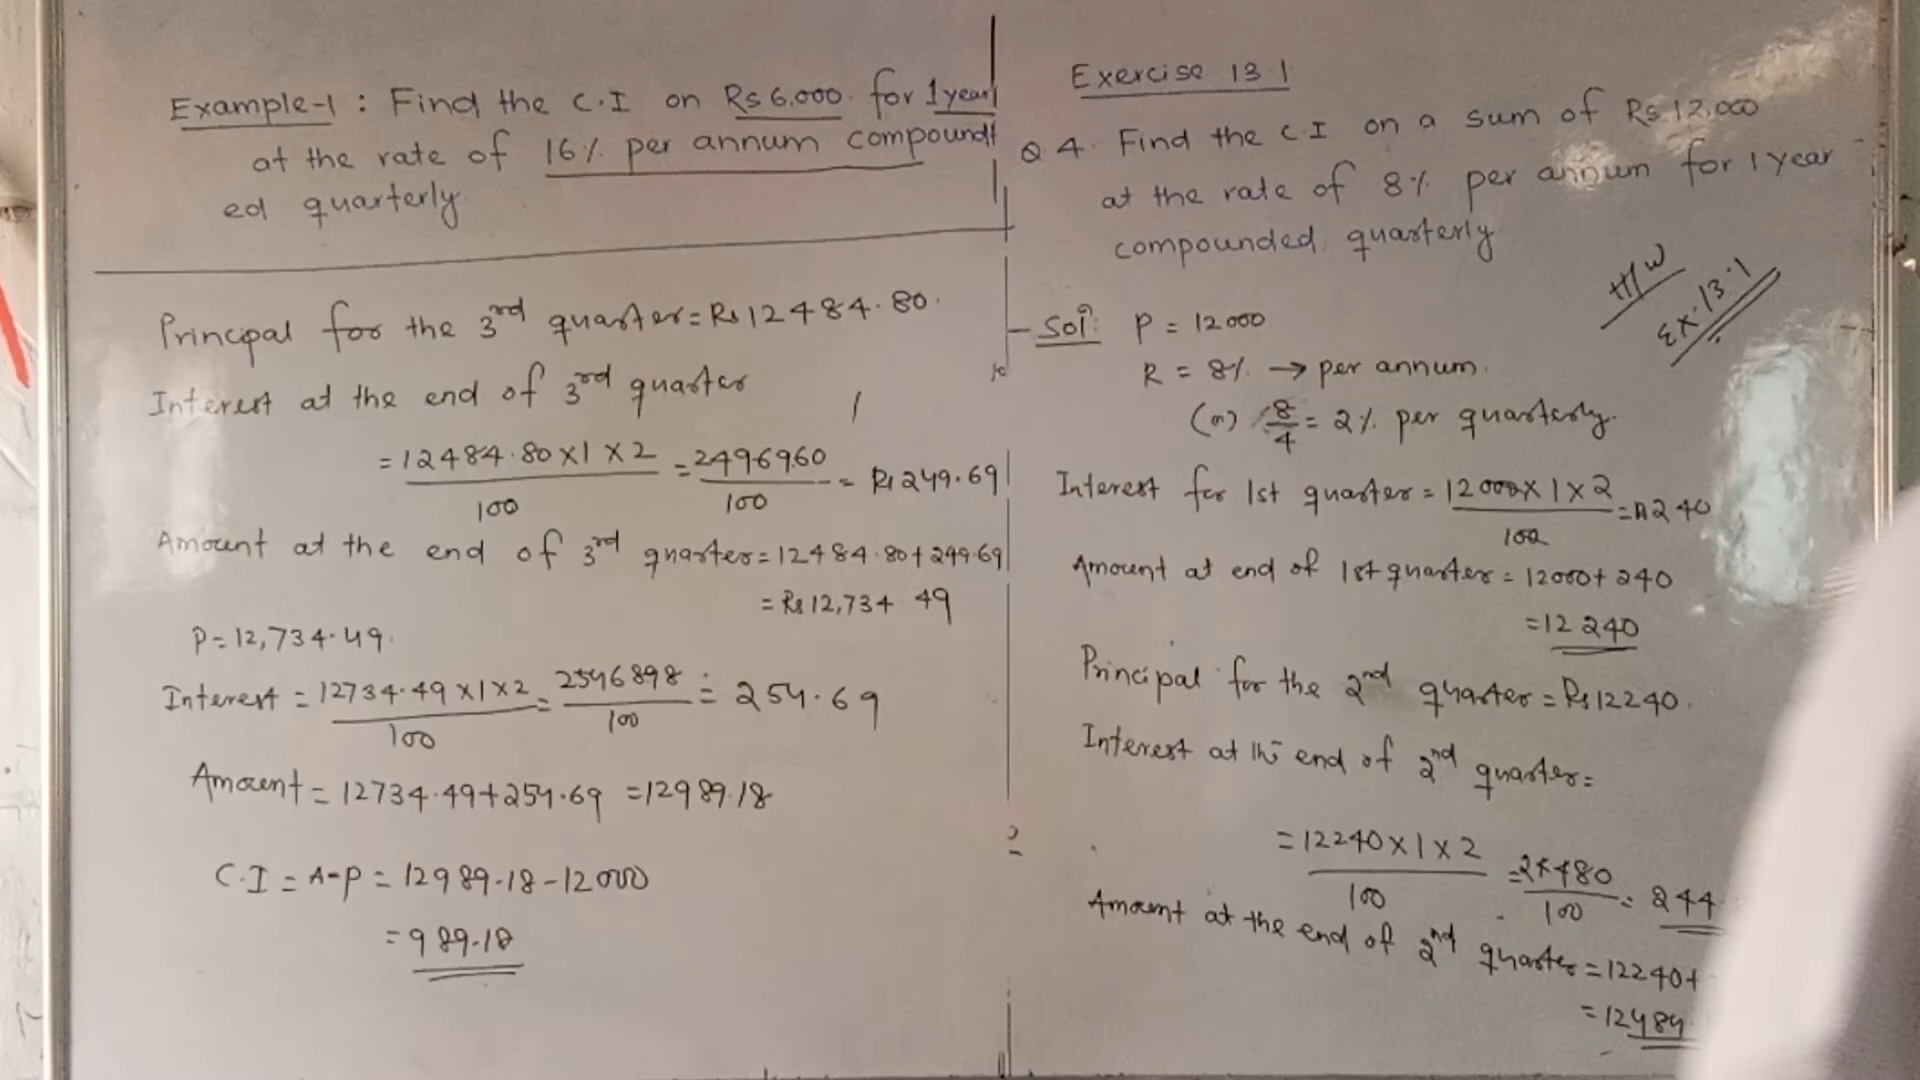 Example-1 : Find the C.I on Rs 6,000. for 1 year
at the rate of 16% per annum compound
ed quarterly
Principal for the 3rd quarter = Rs 12484.80.
Interest at the end of 3rd quarter
= 12484.80 x 1 x 2 / 100 = 24969.60 / 100 = Rs 249.69
Amount at the end of 3rd quarter = 12484.80 + 249.69
= Rs 12,734 49
P = 12,734.49.
Interest = 12734.49 x 1 x 2 / 100 = 2546898 / 100 = 254.69
Amount = 12734.49 + 254.69 = 12989.18
C.I = A-P = 12989.18 - 12000
= 989.18
Exercise 13.1
Q 4. Find the C.I on a sum of Rs 12,000
at the rate of 8% per annum for 1 year
compounded quarterly
H/W
Ex.13.1
Sol: P = 12000
R = 8% → per annum.
(or) 8/4 = 2% per quarterly.
Interest for 1st quarter = 12000 x 1 x 2 / 100 = 240
Amount at end of 1st quarter = 12000 + 240
= 12 240
Principal for the 2nd quarter = Rs 12240.
Interest at the end of 2nd quarter =
= 12240 x 1 x 2 / 100 = 24480 / 100 = 244
Amount at the end of 2nd quarter = 12240 +
= 12484.